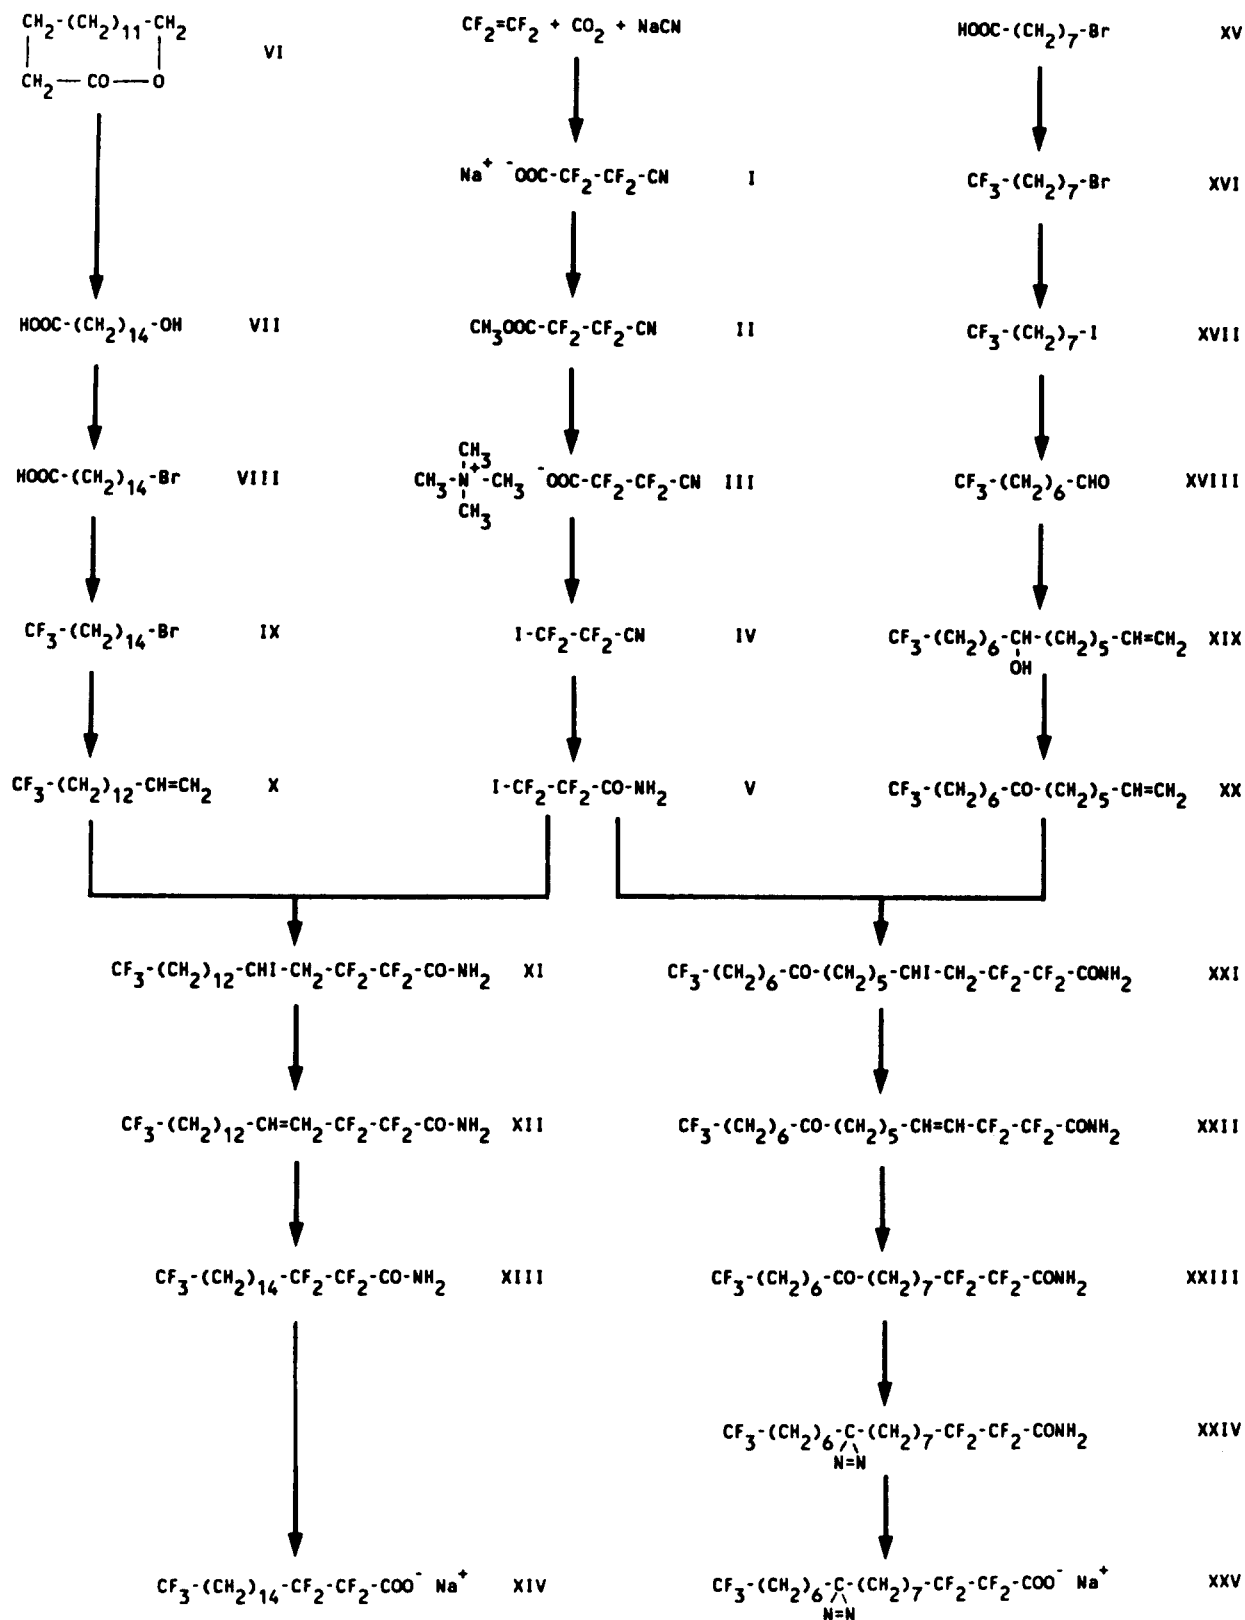 CH2-(CH2)11-CH2
CH2—CO—O
VI
CF2=CF2 + CO2 + NaCN
HOOC-(CH2)7-Br XV
Na+ -OOC-CF2-CF2-CN I
CF3-(CH2)7-Br XVI
HOOC-(CH2)14-OH VII
CH3OOC-CF2-CF2-CN II
CF3-(CH2)7-I XVII
HOOC-(CH2)14-Br VIII
CH3
CH3-N+-CH3 -OOC-CF2-CF2-CN III
CH3
CF3-(CH2)6-CHO XVIII
CF3-(CH2)14-Br IX
I-CF2-CF2-CN IV
CF3-(CH2)6-CH-(CH2)5-CH=CH2 XIX
OH
CF3-(CH2)12-CH=CH2 X
I-CF2-CF2-CO-NH2 V
CF3-(CH2)6-CO-(CH2)5-CH=CH2 XX
CF3-(CH2)12-CHI-CH2-CF2-CF2-CO-NH2 XI
CF3-(CH2)6-CO-(CH2)5-CHI-CH2-CF2-CF2-CONH2 XXI
CF3-(CH2)12-CH=CH2-CF2-CF2-CO-NH2 XII
CF3-(CH2)6-CO-(CH2)5-CH=CH-CF2-CF2-CONH2 XXII
CF3-(CH2)14-CF2-CF2-CO-NH2 XIII
CF3-(CH2)6-CO-(CH2)7-CF2-CF2-CONH2 XXIII
CF3-(CH2)6-C-(CH2)7-CF2-CF2-CONH2 XXIV
N=N
CF3-(CH2)14-CF2-CF2-COO- Na+ XIV
CF3-(CH2)6-C-(CH2)7-CF2-CF2-COO- Na+ XXV
N=N